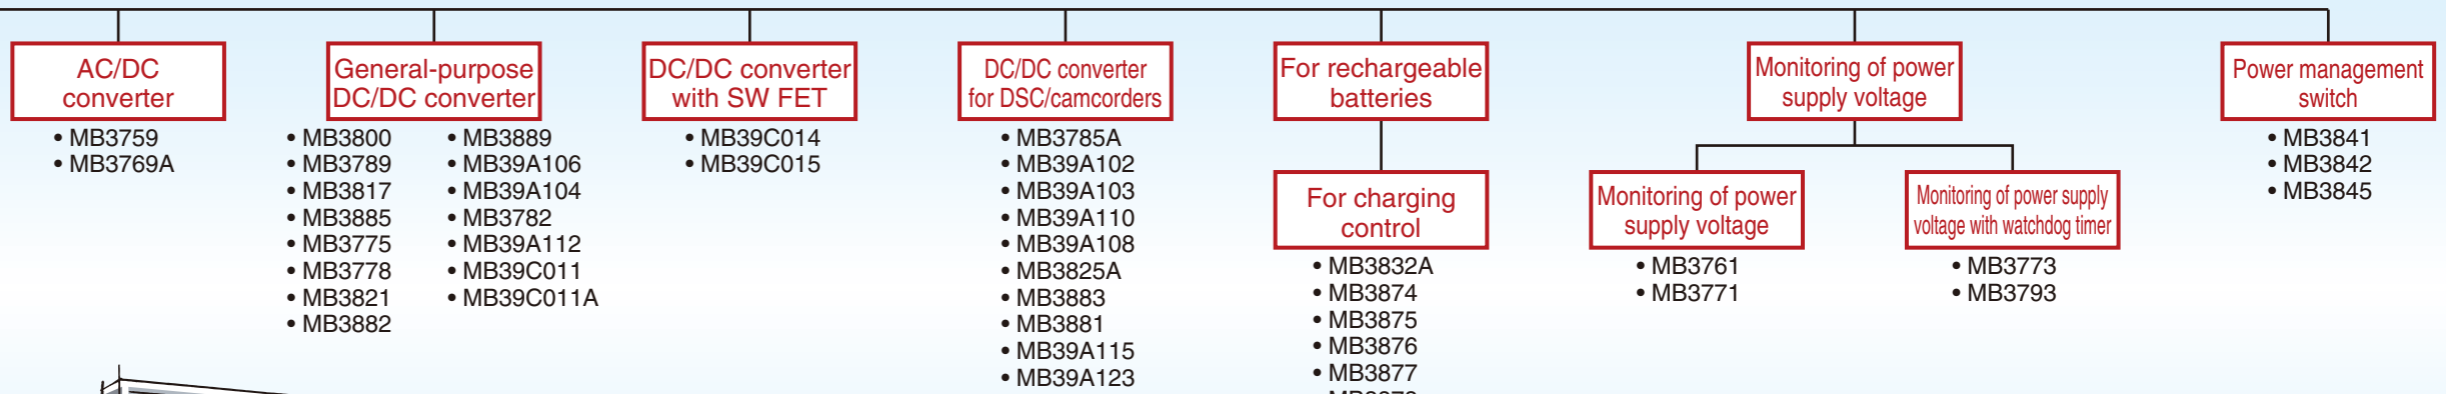 AC/DC
converter
• MB3759
• MB3769A
General-purpose
DC/DC converter
• MB3800
• MB3789
• MB3817
• MB3885
• MB3775
• MB3778
• MB3821
• MB3882
• MB3889
• MB39A106
• MB39A104
• MB3782
• MB39A112
• MB39C011
• MB39C011A
DC/DC converter
with SW FET
• MB39C014
• MB39C015
DC/DC converter
for DSC/camcorders
• MB3785A
• MB39A102
• MB39A103
• MB39A110
• MB39A108
• MB3825A
• MB3883
• MB3881
• MB39A115
• MB39A123
For rechargeable
batteries
For charging
control
• MB3832A
• MB3874
• MB3875
• MB3876
• MB3877
Monitoring of power
supply voltage
Monitoring of power
supply voltage
• MB3761
• MB3771
Monitoring of power supply
voltage with watchdog timer
• MB3773
• MB3793
Power management
switch
• MB3841
• MB3842
• MB3845